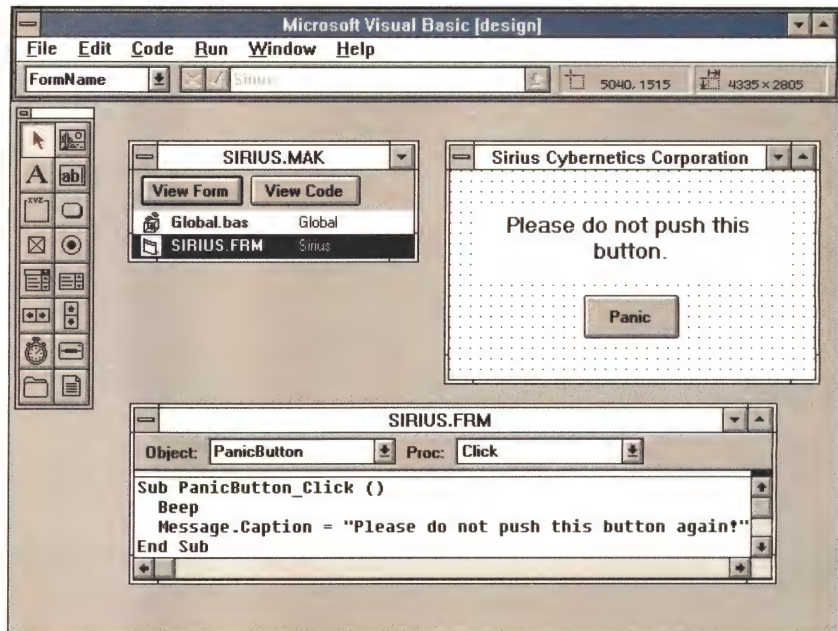 Microsoft Visual Basic [design]
File Edit Code Run Window Help
FormName Sirius 5040, 1515 4335 × 2805
SIRIUS.MAK
View Form View Code
Global.bas Global
SIRIUS.FRM Sirius
Sirius Cybernetics Corporation
Please do not push this
button.
Panic
A ab
XYZ
SIRIUS.FRM
Object: PanicButton Proc: Click
Sub PanicButton_Click ()
Beep
Message.Caption = "Please do not push this button again!"
End Sub